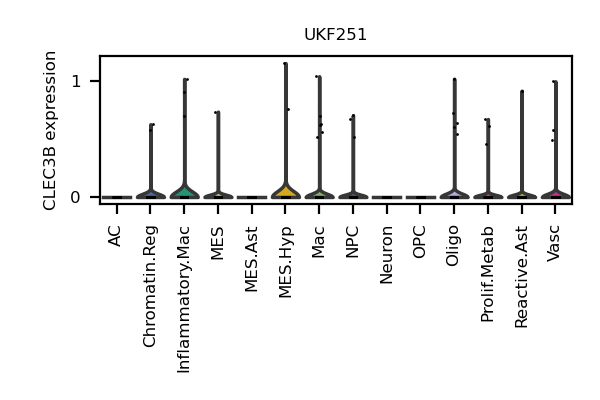 UKF251
CLEC3B expression
1
0
AC
Chromatin.Reg
Inflammatory.Mac
MES
MES.Ast
MES.Hyp
Mac
NPC
Neuron
OPC
Oligo
Prolif.Metab
Reactive.Ast
Vasc